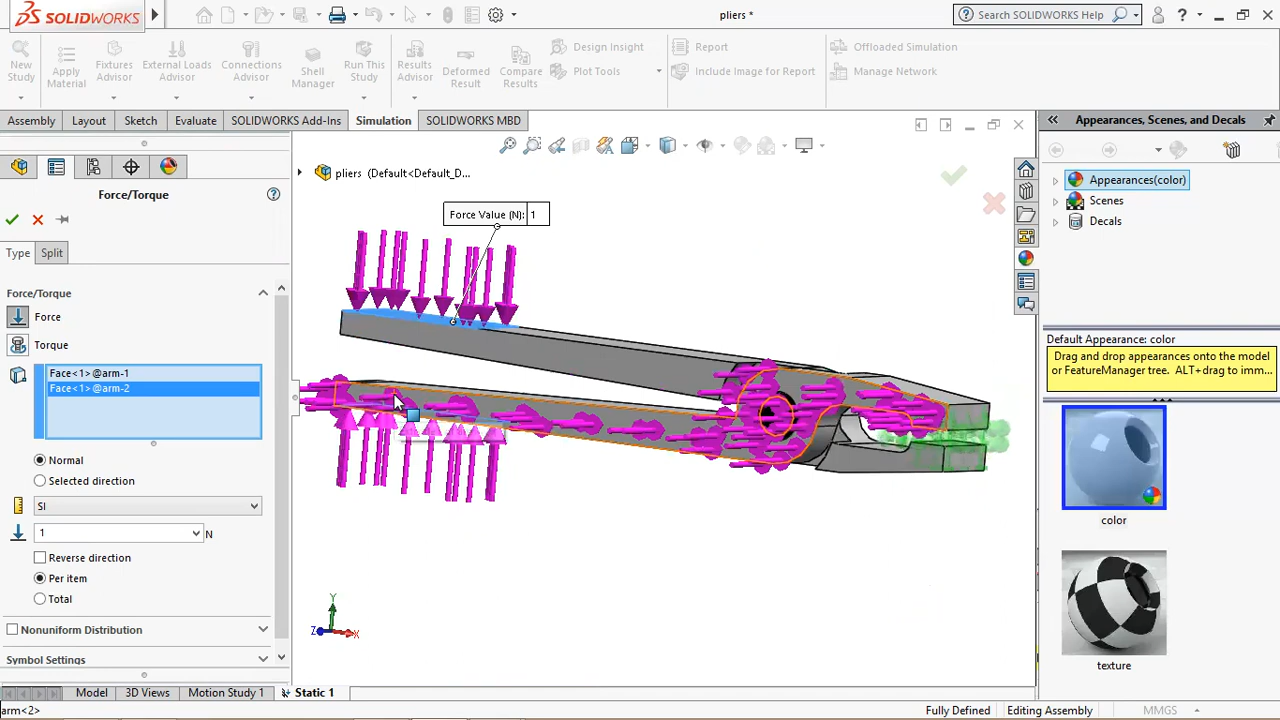 SOLIDWORKS
pliers *
Search SOLIDWORKS Help
?
New Study
Apply Material
Fixtures Advisor
External Loads Advisor
Connections Advisor
Shell Manager
Run This Study
Results Advisor
Deformed Result
Compare Results
Design Insight
Plot Tools
Report
Include Image for Report
Offloaded Simulation
Manage Network
Assembly Layout Sketch Evaluate SOLIDWORKS Add-Ins Simulation SOLIDWORKS MBD
Appearances, Scenes, and Decals
Force/Torque
?
pliers (Default<Default_D...
Type Split
Force/Torque
Force
Torque
Face<1>@arm-1
Face<1>@arm-2
Normal
Selected direction
SI
1 N
Reverse direction
Per item
Total
Nonuniform Distribution
Symbol Settings
Force Value (N): 1
Y
Z X
Appearances(color)
Scenes
Decals
Default Appearance: color
Drag and drop appearances onto the model
or FeatureManager tree. ALT+drag to imm...
color
texture
Model 3D Views Motion Study 1 Static 1
arm<2> Fully Defined Editing Assembly MMGS